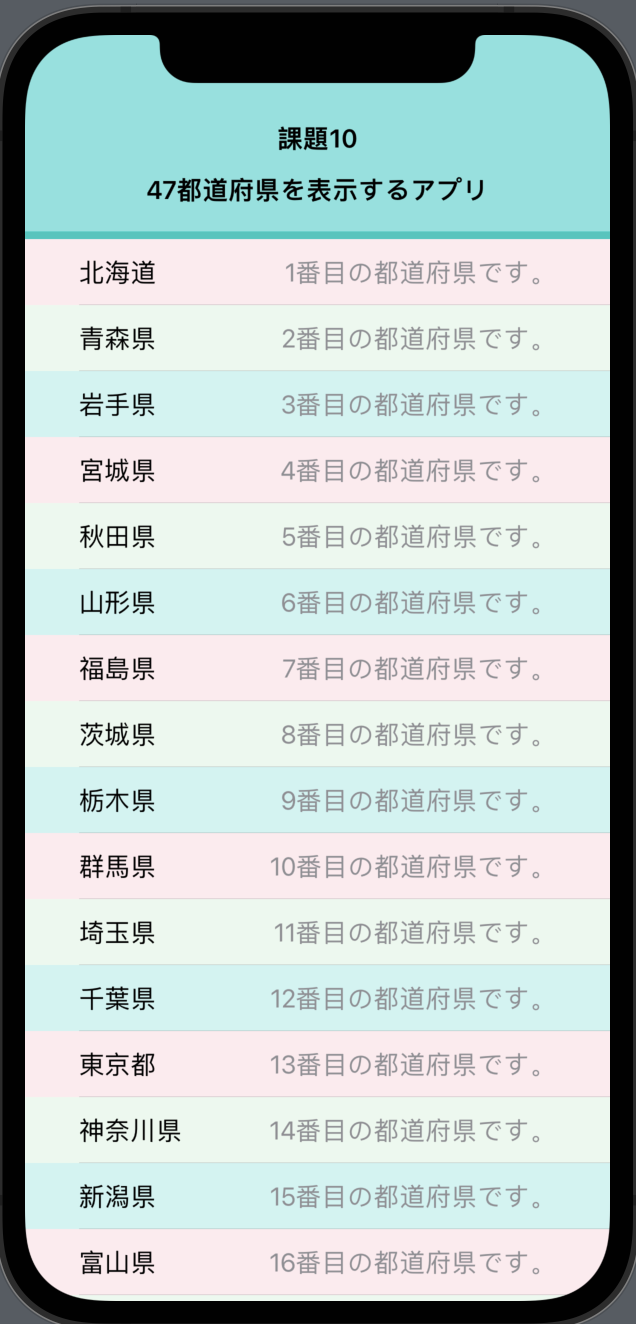 課題10
47都道府県を表示するアプリ
北海道 1番目の都道府県です。
青森県 2番目の都道府県です。
岩手県 3番目の都道府県です。
宮城県 4番目の都道府県です。
秋田県 5番目の都道府県です。
山形県 6番目の都道府県です。
福島県 7番目の都道府県です。
茨城県 8番目の都道府県です。
栃木県 9番目の都道府県です。
群馬県 10番目の都道府県です。
埼玉県 11番目の都道府県です。
千葉県 12番目の都道府県です。
東京都 13番目の都道府県です。
神奈川県 14番目の都道府県です。
新潟県 15番目の都道府県です。
富山県 16番目の都道府県です。